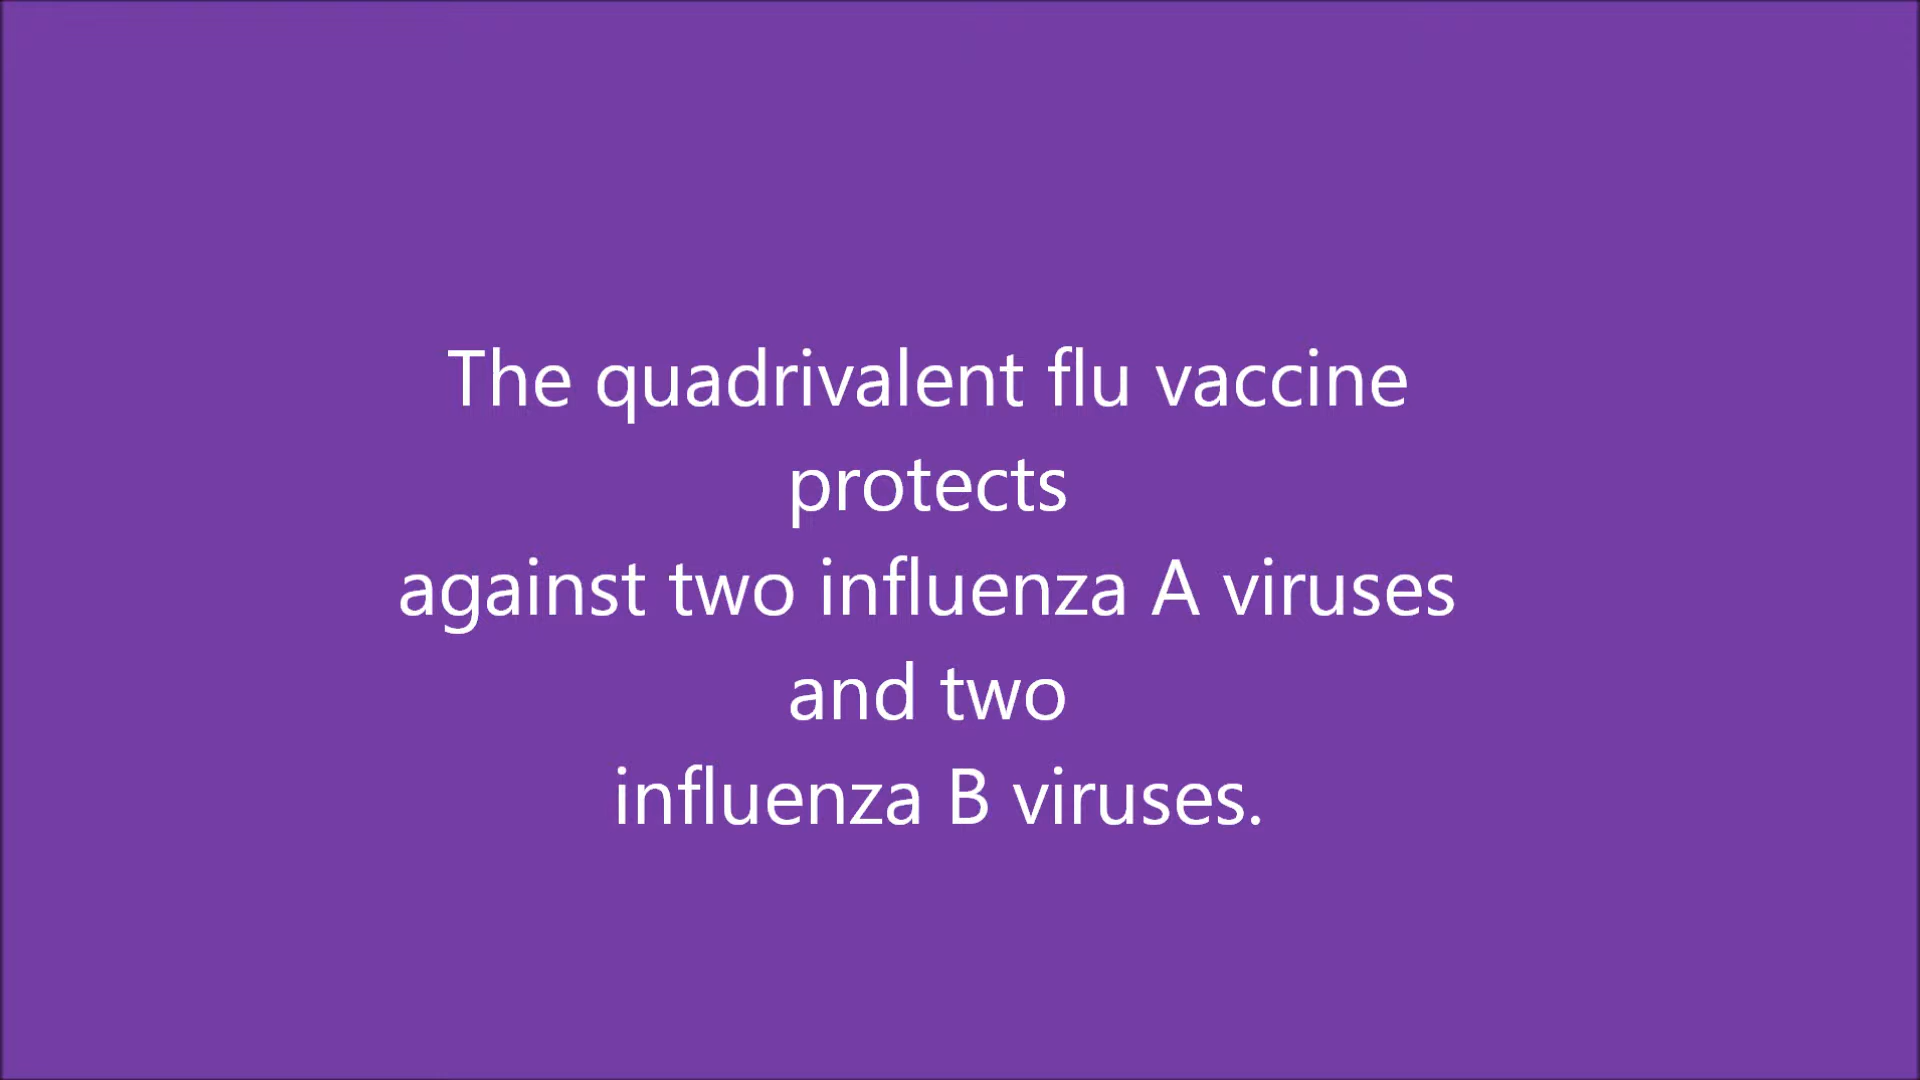 The quadrivalent flu vaccine
protects
against two influenza A viruses
and two
influenza B viruses.